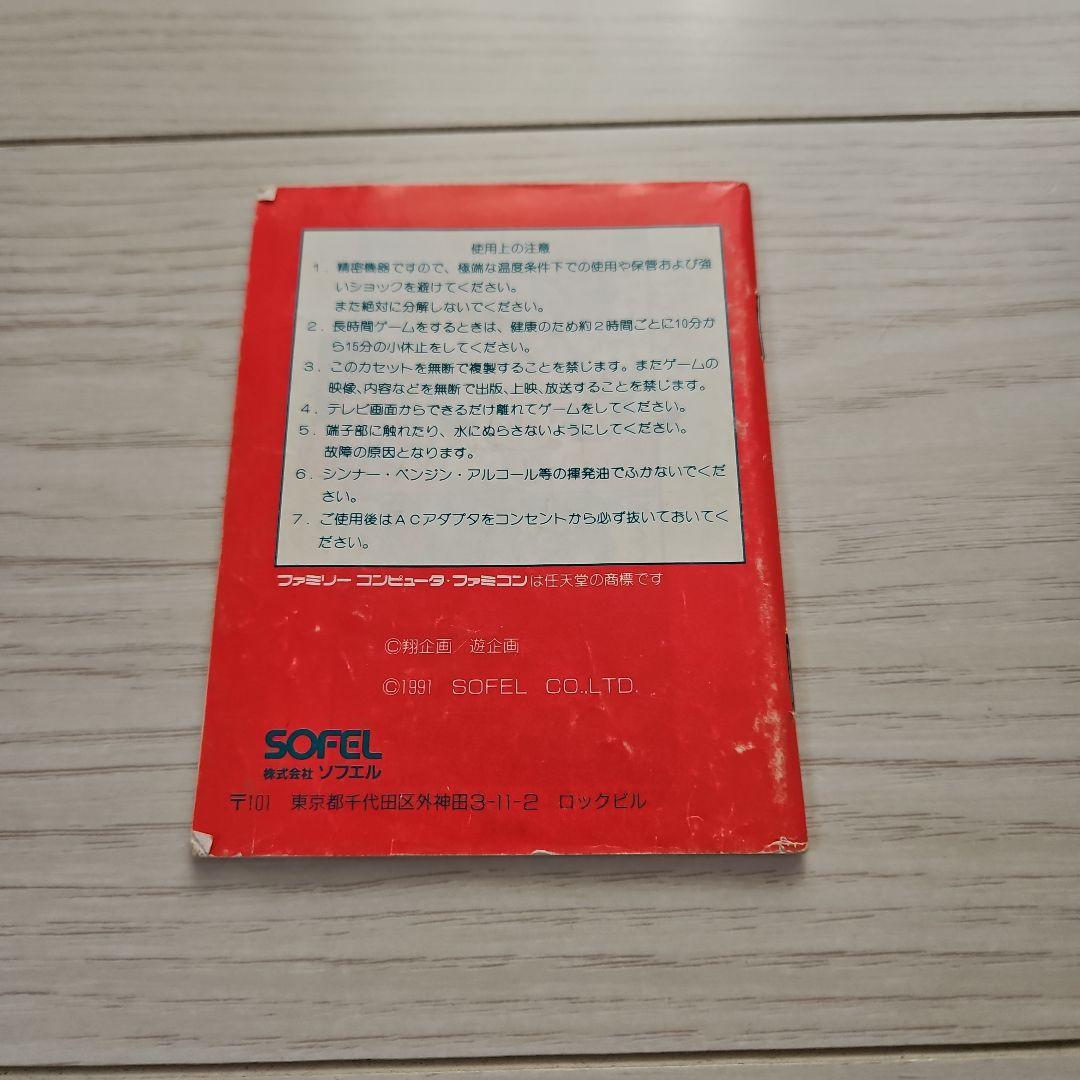 使用上の注意
1. 精密機器ですので、極端な温度条件下での使用や保管および強
いショックを避けてください。
また絶対に分解しないでください。
2. 長時間ゲームをするときは、健康のため約2時間ごとに10分か
ら15分の小休止をしてください。
3. このカセットを無断で複製することを禁じます。またゲームの
映像、内容などを無断で出版、上映、放送することを禁じます。
4. テレビ画面からできるだけ離れてゲームをしてください。
5. 端子部に触れたり、水にぬらさないようにしてください。
故障の原因となります。
6. シンナー・ベンジン・アルコール等の揮発油でふかないでくだ
さい。
7. ご使用後はACアダプタをコンセントから必ず抜いておいてく
ださい。
ファミリーコンピュータ・ファミコンは任天堂の商標です
©翔企画/遊企画
©1991 SOFEL CO.,LTD.
SOFEL
株式会社 ソフエル
〒101 東京都千代田区外神田3-11-2 ロックビル